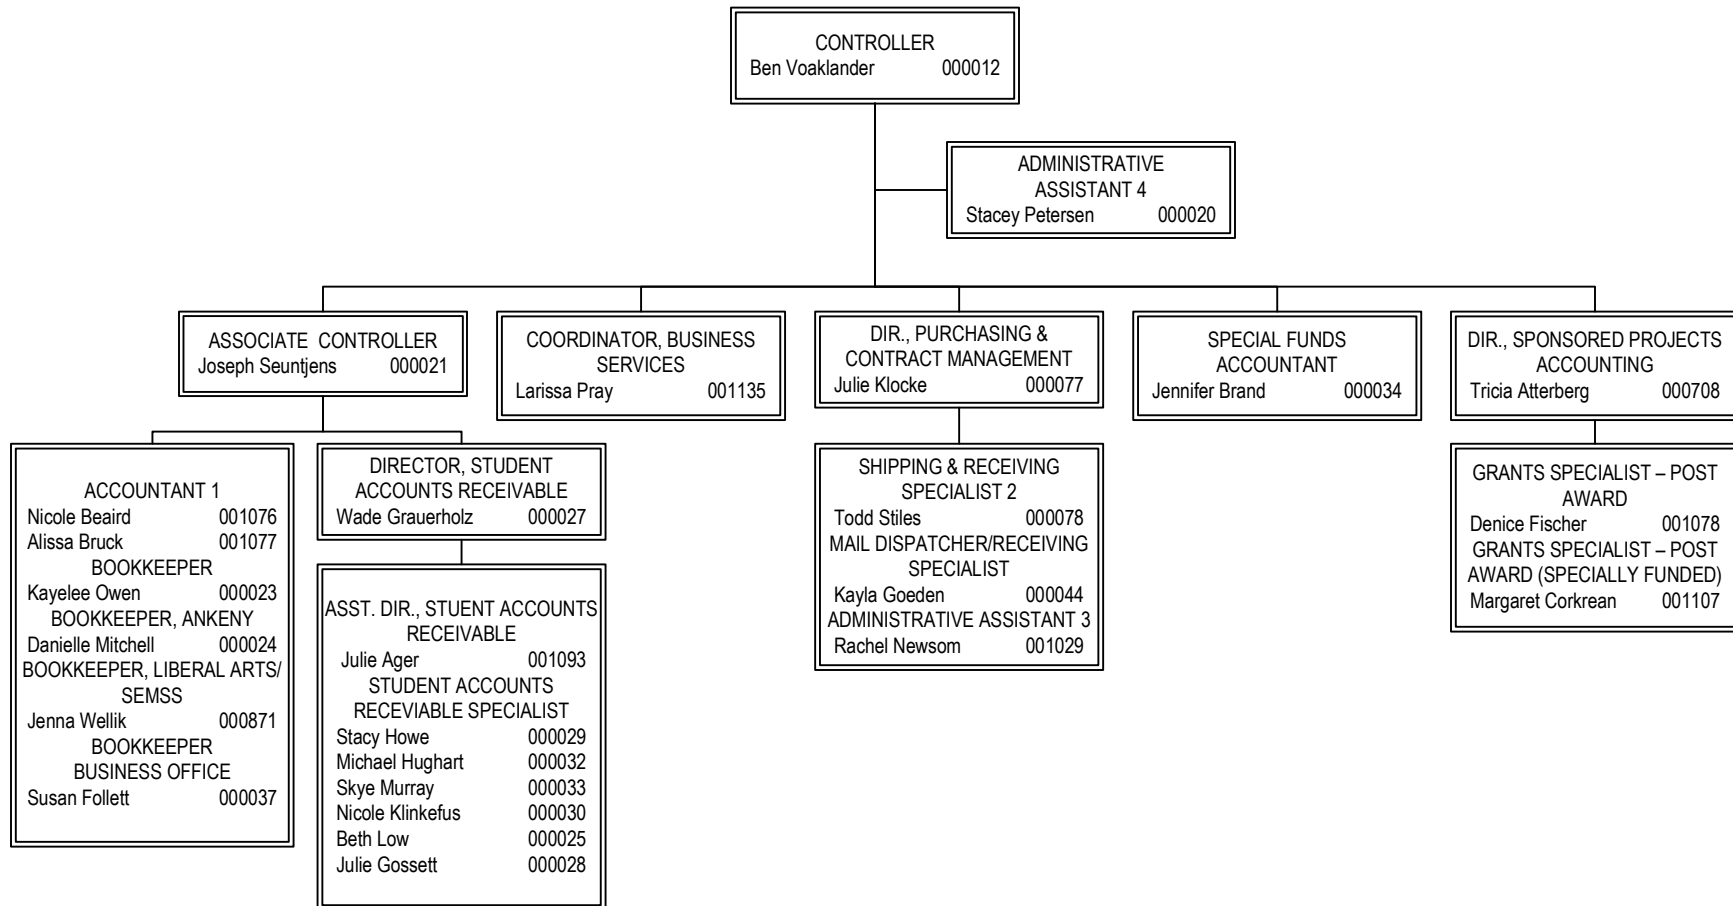 CONTROLLER
Ben Voaklander 000012
ADMINISTRATIVE
ASSISTANT 4
Stacey Petersen 000020
ASSOCIATE CONTROLLER
Joseph Seuntjens 000021
COORDINATOR, BUSINESS
SERVICES
Larissa Pray 001135
DIR., PURCHASING &
CONTRACT MANAGEMENT
Julie Klocke 000077
SPECIAL FUNDS
ACCOUNTANT
Jennifer Brand 000034
DIR., SPONSORED PROJECTS
ACCOUNTING
Tricia Atterberg 000708
ACCOUNTANT 1
Nicole Beaird 001076
Alissa Bruck 001077
BOOKKEEPER
Kayelee Owen 000023
BOOKKEEPER, ANKENY
Danielle Mitchell 000024
BOOKKEEPER, LIBERAL ARTS/
SEMSS
Jenna Wellik 000871
BOOKKEEPER
BUSINESS OFFICE
Susan Follett 000037
DIRECTOR, STUDENT
ACCOUNTS RECEIVABLE
Wade Grauerholz 000027
ASST. DIR., STUENT ACCOUNTS
RECEIVABLE
Julie Ager 001093
STUDENT ACCOUNTS
RECEVIABLE SPECIALIST
Stacy Howe 000029
Michael Hughart 000032
Skye Murray 000033
Nicole Klinkefus 000030
Beth Low 000025
Julie Gossett 000028
SHIPPING & RECEIVING
SPECIALIST 2
Todd Stiles 000078
MAIL DISPATCHER/RECEIVING
SPECIALIST
Kayla Goeden 000044
ADMINISTRATIVE ASSISTANT 3
Rachel Newsom 001029
GRANTS SPECIALIST – POST
AWARD
Denice Fischer 001078
GRANTS SPECIALIST – POST
AWARD (SPECIALLY FUNDED)
Margaret Corkrean 001107